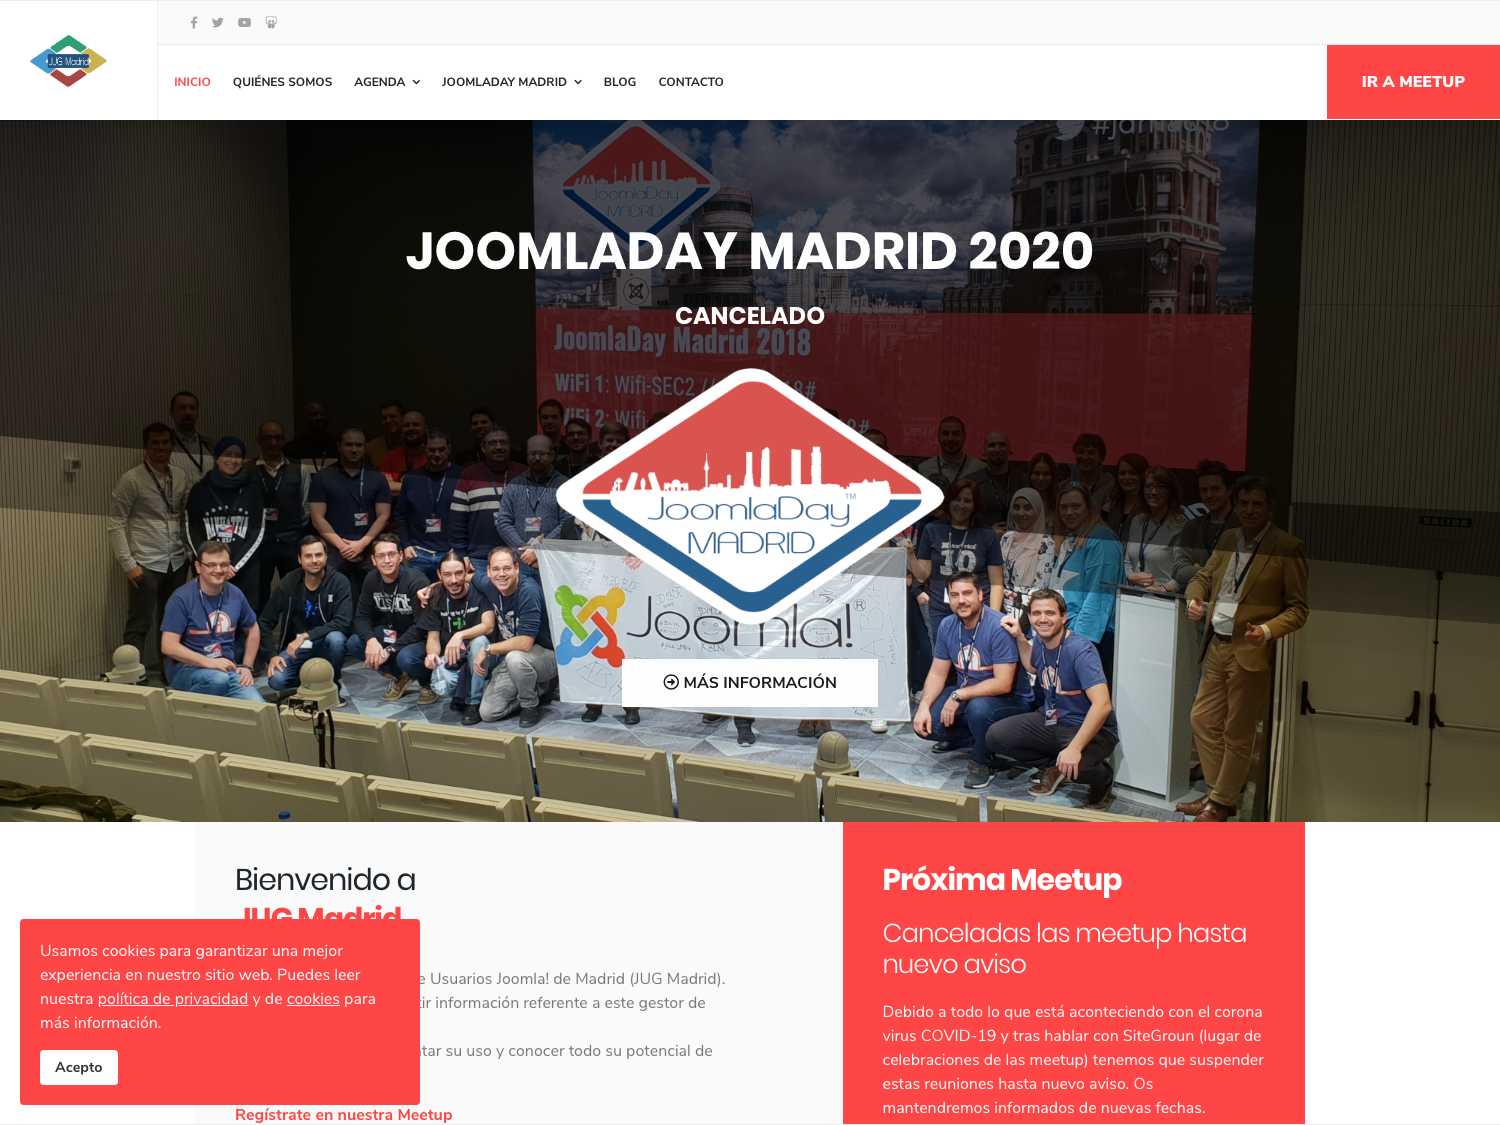 JUG Madrid
INICIO
QUIÉNES SOMOS
AGENDA
JOOMLADAY MADRID
BLOG
CONTACTO
IR A MEETUP
JoomlaDay
MADRID
JOOMLADAY MADRID 2020
CANCELADO
JoomlaDay Madrid 2018
WiFi 1: Wifi-SEC2
WiFi 2: Wifi
JoomlaDay™
MADRID
Joomla!®
MÁS INFORMACIÓN
Bienvenido a
JUG Madrid
e Usuarios Joomla! de Madrid (JUG Madrid).
tir información referente a este gestor de
tar su uso y conocer todo su potencial de
Regístrate en nuestra Meetup
Próxima Meetup
Canceladas las meetup hasta
nuevo aviso
Debido a todo lo que está aconteciendo con el corona
virus COVID-19 y tras hablar con SiteGroun (lugar de
celebraciones de las meetup) tenemos que suspender
estas reuniones hasta nuevo aviso. Os
mantendremos informados de nuevas fechas.
Usamos cookies para garantizar una mejor
experiencia en nuestro sitio web. Puedes leer
nuestra política de privacidad y de cookies para
más información.
Acepto